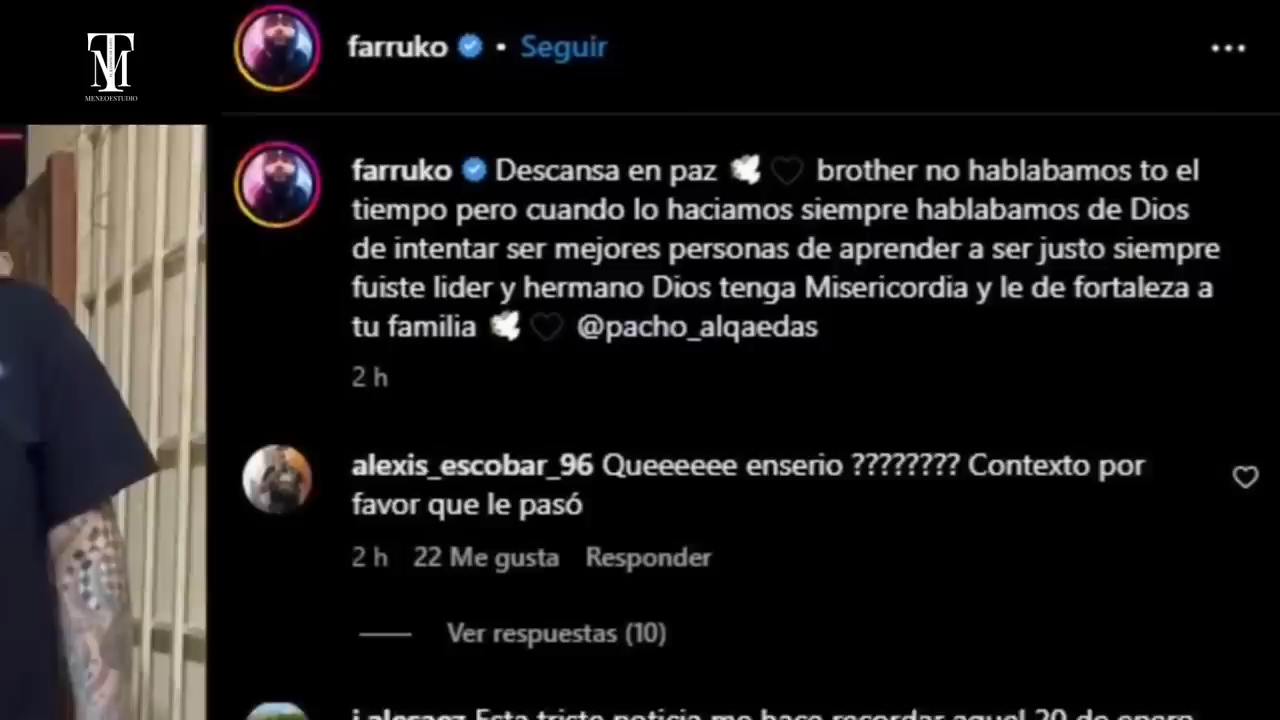 TM
MENEOESTUDIO
farruko • Seguir
farruko Descansa en paz 🕊️ 🖤 brother no hablabamos to el
tiempo pero cuando lo haciamos siempre hablabamos de Dios
de intentar ser mejores personas de aprender a ser justo siempre
fuiste lider y hermano Dios tenga Misericordia y le de fortaleza a
tu familia 🕊️ 🖤 @pacho_alqaedas
2 h
alexis_escobar_96 Queeeeee enserio ???????? Contexto por
favor que le pasó
2 h 22 Me gusta Responder
Ver respuestas (10)
Esta triste noticia me hace recordar aquel 20 de enero